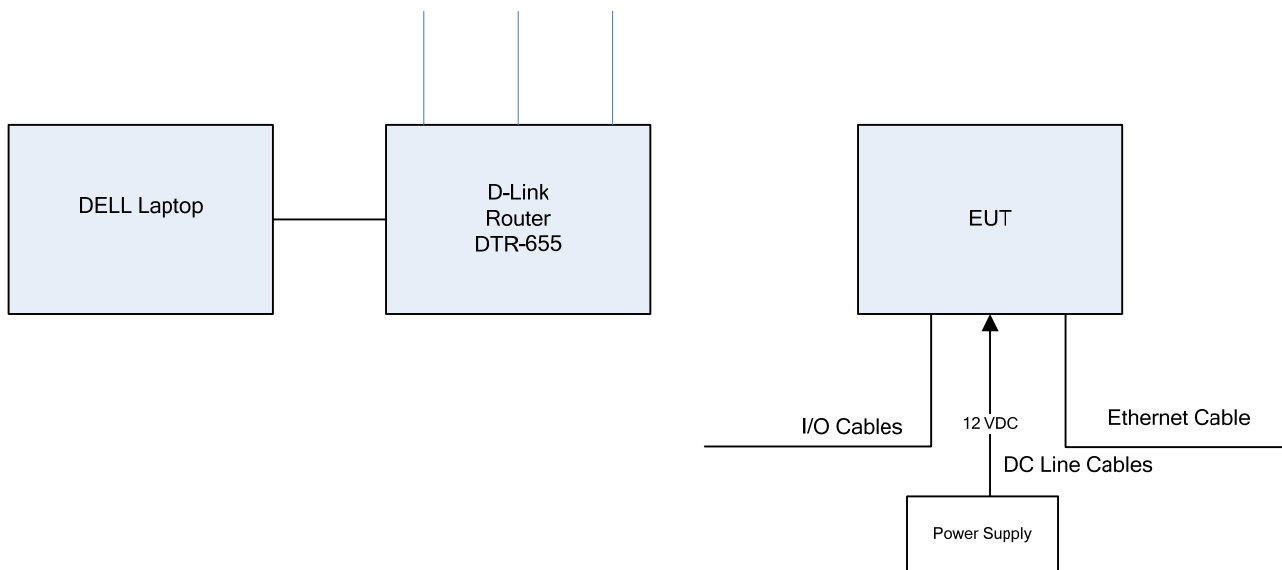 DELL Laptop
D-Link
Router
DTR-655
EUT
I/O Cables
12 VDC
Ethernet Cable
DC Line Cables
Power Supply